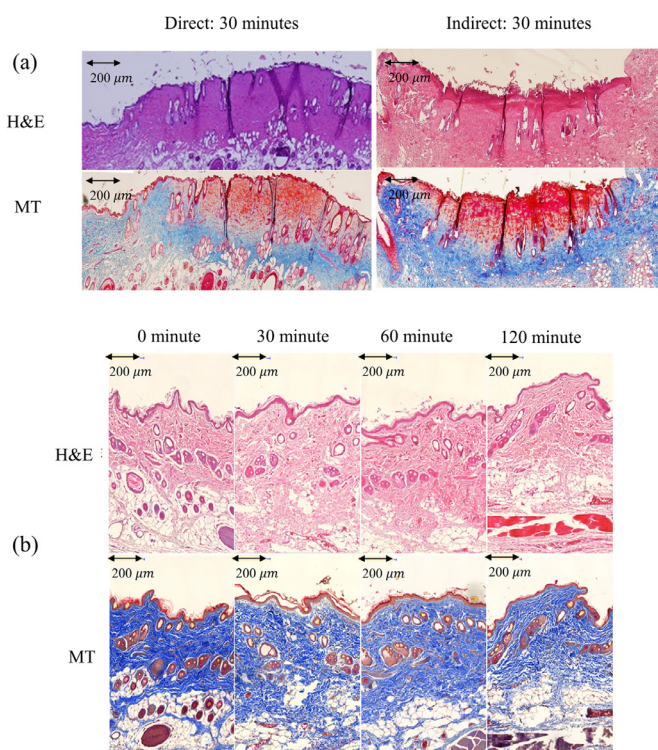 Direct: 30 minutes Indirect: 30 minutes
(a)
200 μm 200 μm
H&E
200 μm 200 μm
MT
0 minute 30 minute 60 minute 120 minute
200 μm 200 μm 200 μm 200 μm
H&E
(b)
200 μm 200 μm 200 μm 200 μm
MT